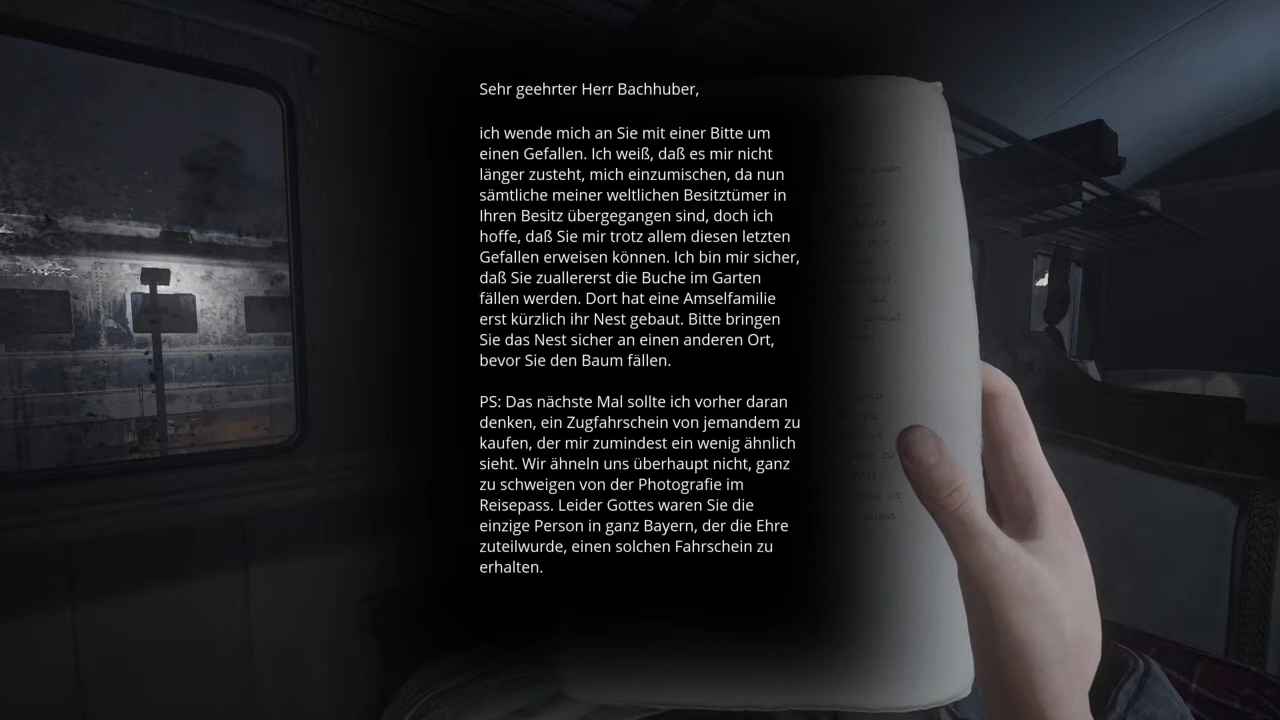 Sehr geehrter Herr Bachhuber,
ich wende mich an Sie mit einer Bitte um
einen Gefallen. Ich weiß, daß es mir nicht
länger zusteht, mich einzumischen, da nun
sämtliche meiner weltlichen Besitztümer in
Ihren Besitz übergegangen sind, doch ich
hoffe, daß Sie mir trotz allem diesen letzten
Gefallen erweisen können. Ich bin mir sicher,
daß Sie zuallererst die Buche im Garten
fällen werden. Dort hat eine Amselfamilie
erst kürzlich ihr Nest gebaut. Bitte bringen
Sie das Nest sicher an einen anderen Ort,
bevor Sie den Baum fällen.
PS: Das nächste Mal sollte ich vorher daran
denken, ein Zugfahrschein von jemandem zu
kaufen, der mir zumindest ein wenig ähnlich
sieht. Wir ähneln uns überhaupt nicht, ganz
zu schweigen von der Photografie im
Reisepass. Leider Gottes waren Sie die
einzige Person in ganz Bayern, der die Ehre
zuteilwurde, einen solchen Fahrschein zu
erhalten.